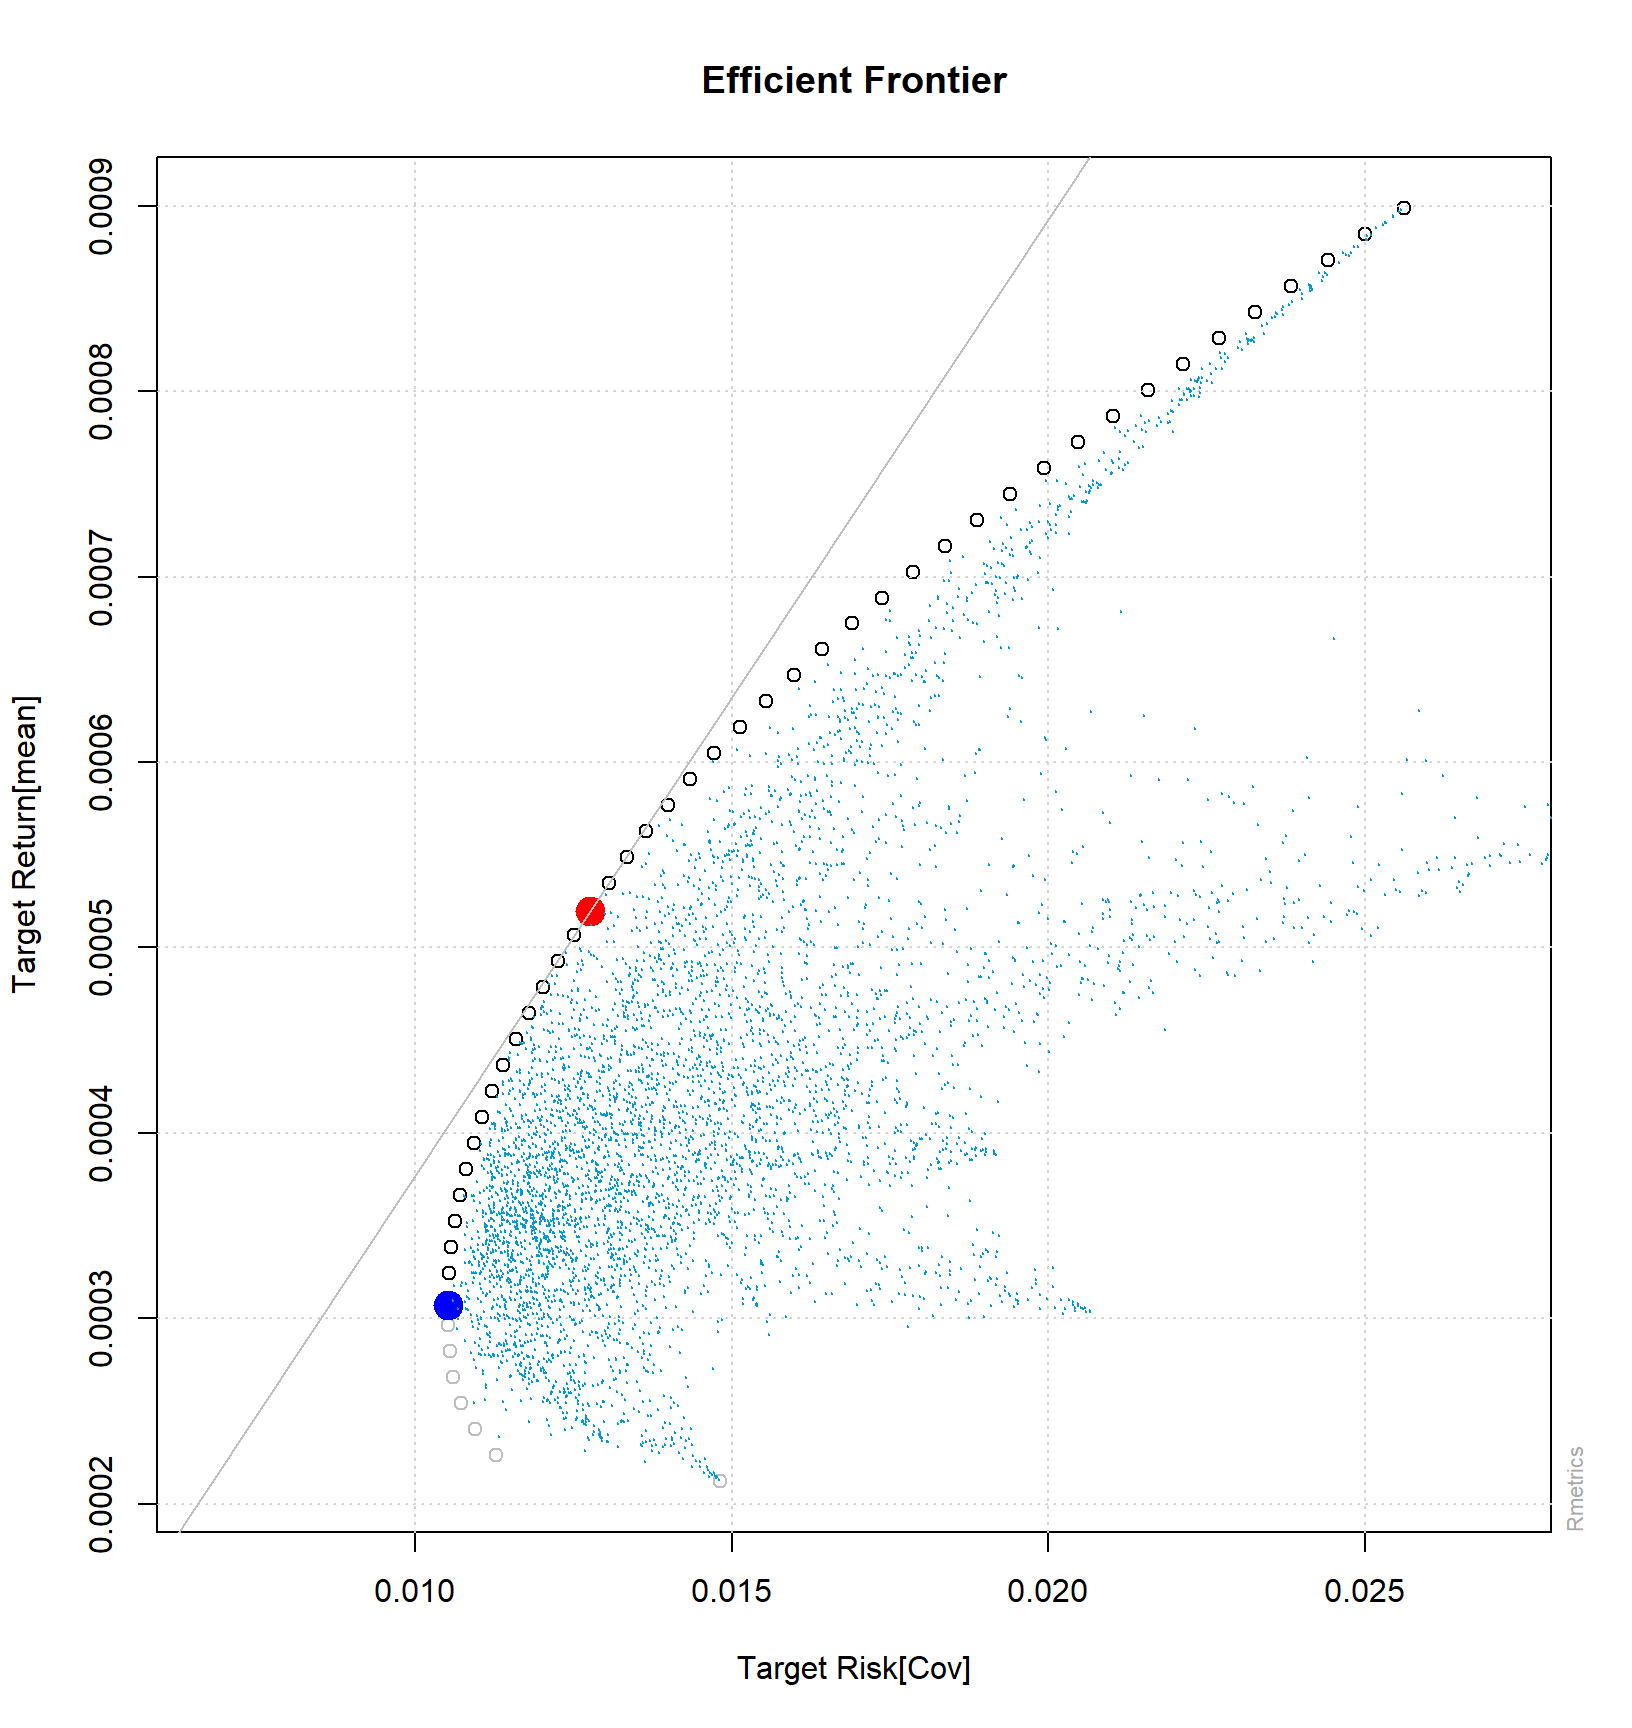 Efficient Frontier
Target Return[mean]
0.0009
0.0008
0.0007
0.0006
0.0005
0.0004
0.0003
0.0002
0.010 0.015 0.020 0.025
Target Risk[Cov]
Rmetrics